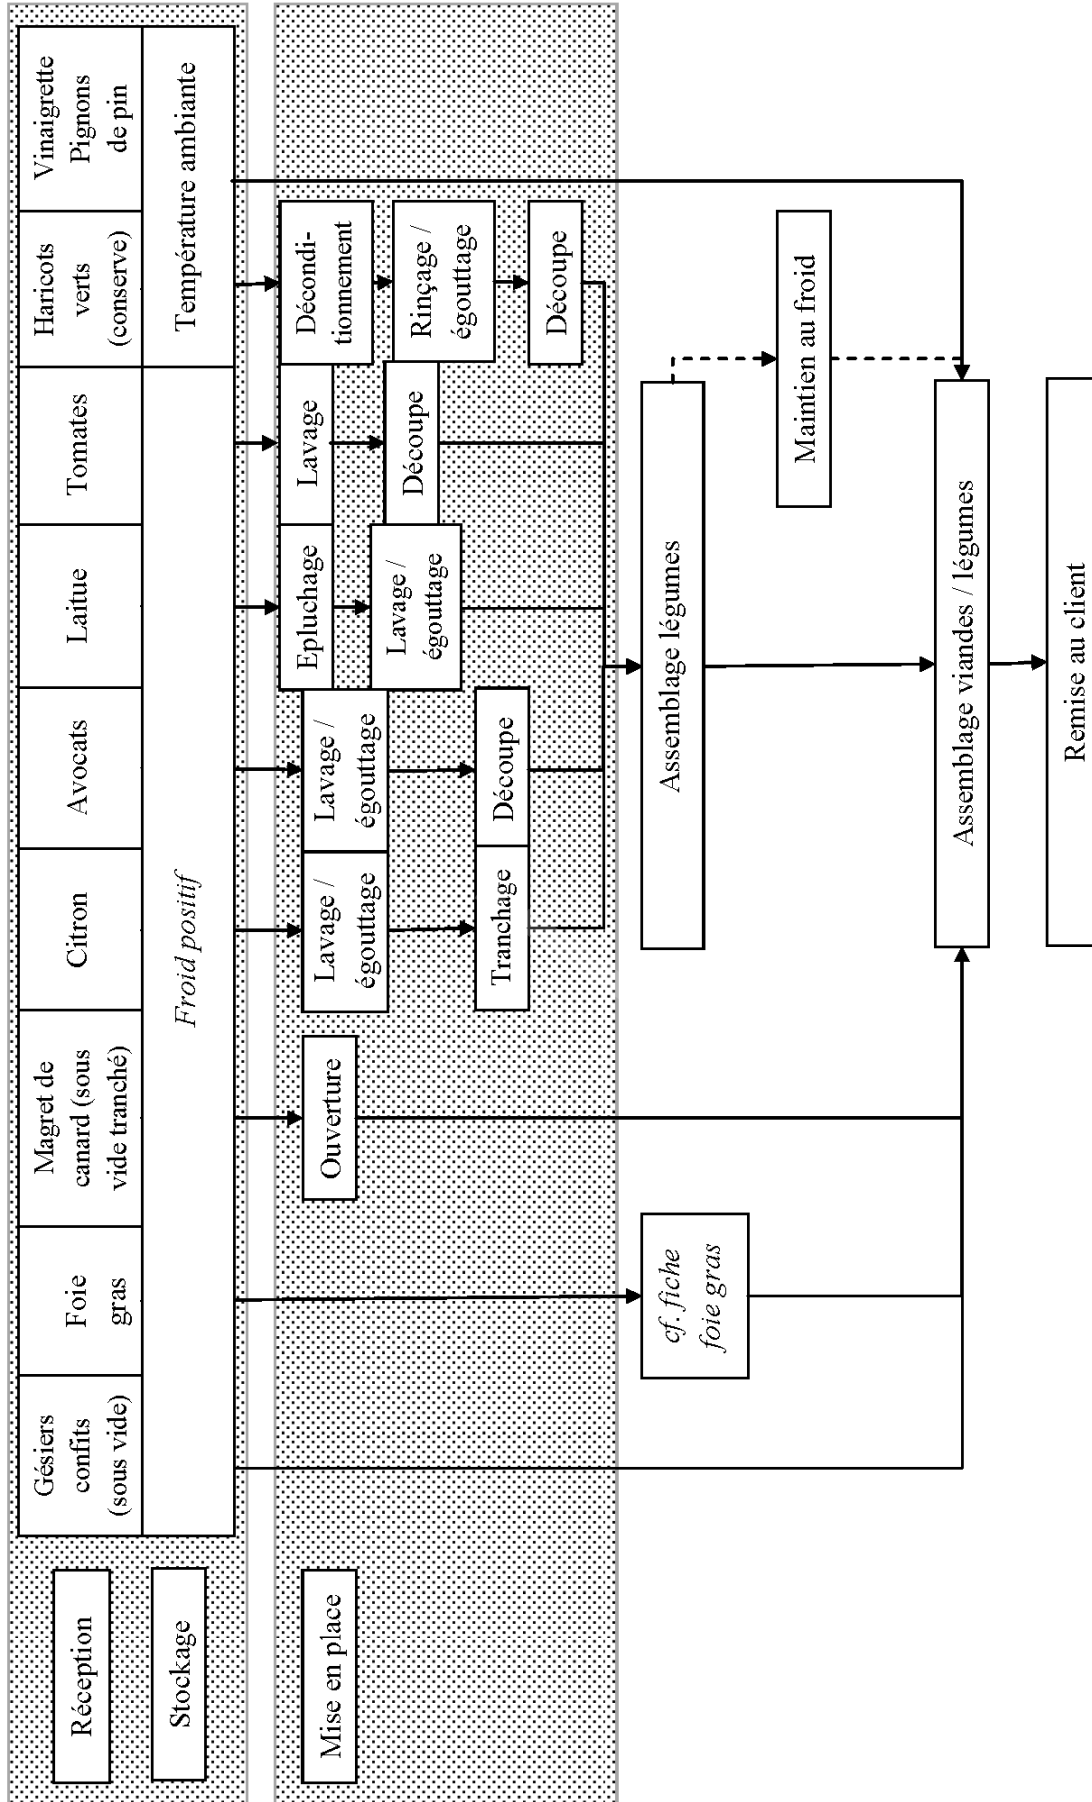 Réception
Gésiers
confits
(sous vide)
Foie
gras
Magret de
canard (sous
vide tranché)
Citron
Avocats
Laitue
Tomates
Haricots
verts
(conserve)
Vinaigrette
Pignons
de pin
Stockage
Froid positif
Température ambiante
Mise en place
Ouverture
Lavage /
égouttage
Lavage /
égouttage
Epluchage
Lavage
Décondi-
tionnement
Lavage /
égouttage
Découpe
Rinçage /
égouttage
Tranchage
Découpe
Découpe
cf. fiche
foie gras
Assemblage légumes
Maintien au froid
Assemblage viandes / légumes
Remise au client